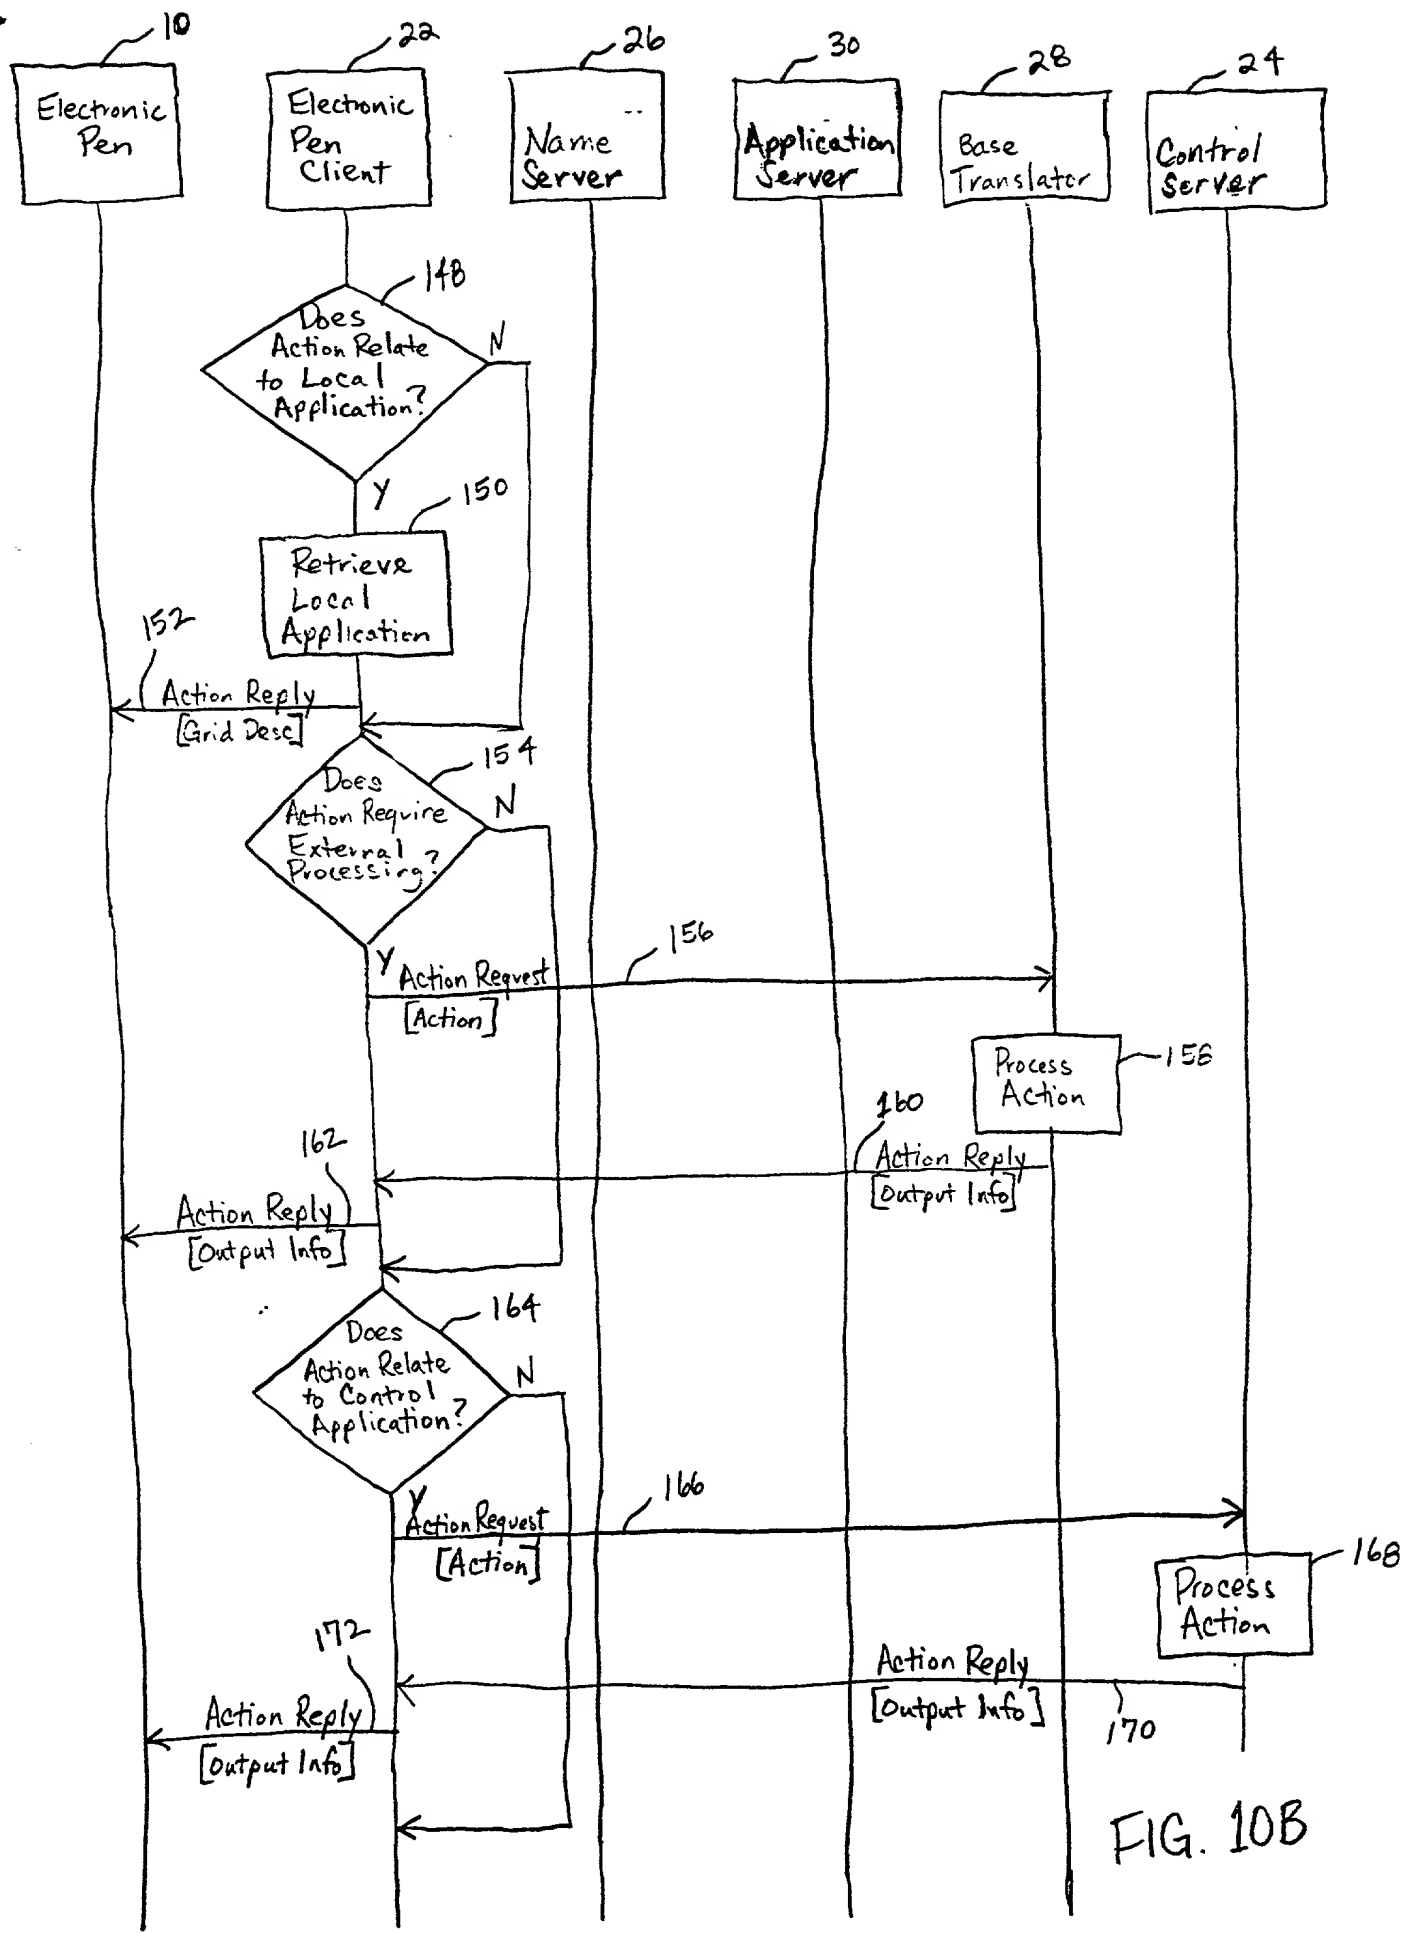 10
22
26
30
28
24
Electronic
Pen
Electronic
Pen
Client
Name
Server
Application
Server
Base
Translator
Control
Server
148
Does
Action Relate
to Local
Application?
N
Y
150
Retrieve
Local
Application
152
Action Reply
[Grid Desc]
154
Does
Action Require
External
Processing?
N
Y
Action Request
[Action]
156
Process
Action
158
160
Action Reply
[Output Info]
162
Action Reply
[Output Info]
164
Does
Action Relate
to Control
Application?
N
Y
Action Request
[Action]
166
Process
Action
168
Action Reply
[Output Info]
170
172
Action Reply
[Output Info]
FIG. 10B